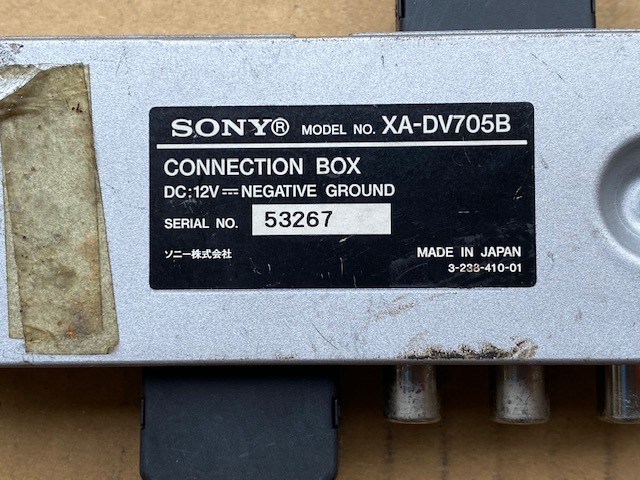 SONY® MODEL NO. XA-DV705B
CONNECTION BOX
DC:12V⎓NEGATIVE GROUND
SERIAL NO. 53267
ソニー株式会社 MADE IN JAPAN
3-238-410-01